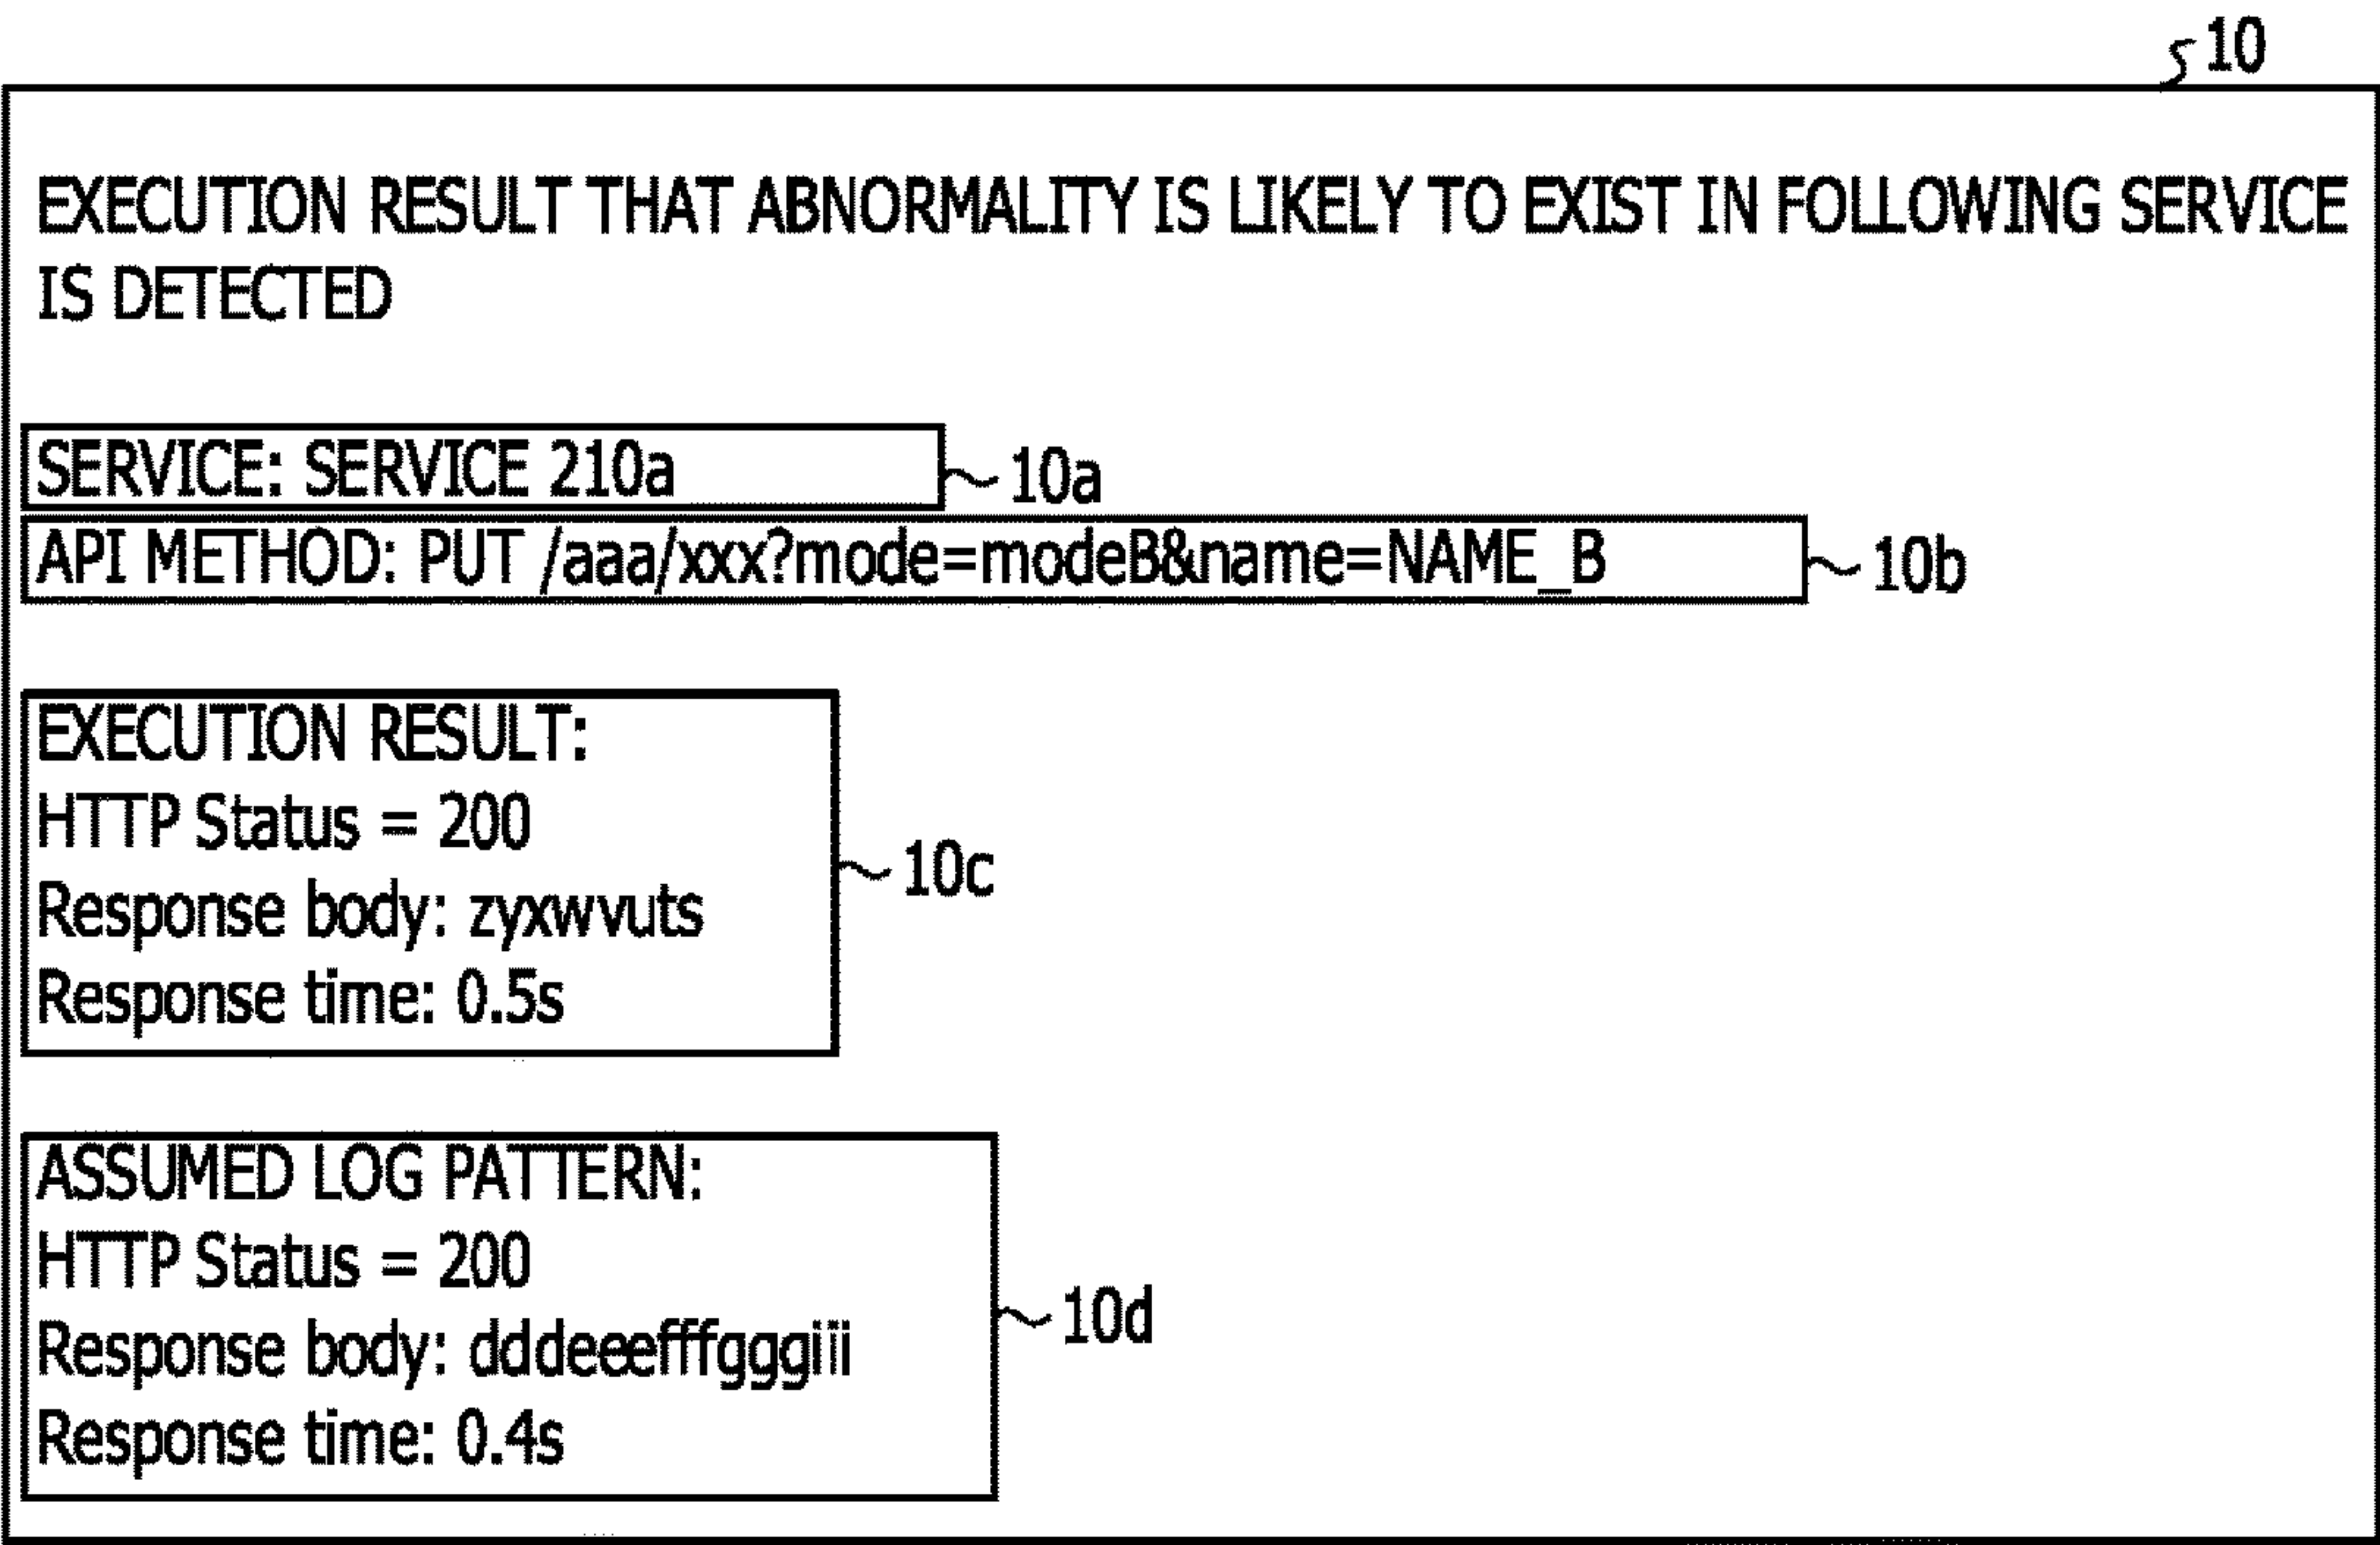 10
EXECUTION RESULT THAT ABNORMALITY IS LIKELY TO EXIST IN FOLLOWING SERVICE
IS DETECTED
SERVICE: SERVICE 210a
10a
API METHOD: PUT /aaa/xxx?mode=modeB&name=NAME_B
10b
EXECUTION RESULT:
HTTP Status = 200
Response body: zyxwvuts
Response time: 0.5s
10c
ASSUMED LOG PATTERN:
HTTP Status = 200
Response body: dddeeefffgggiii
Response time: 0.4s
10d